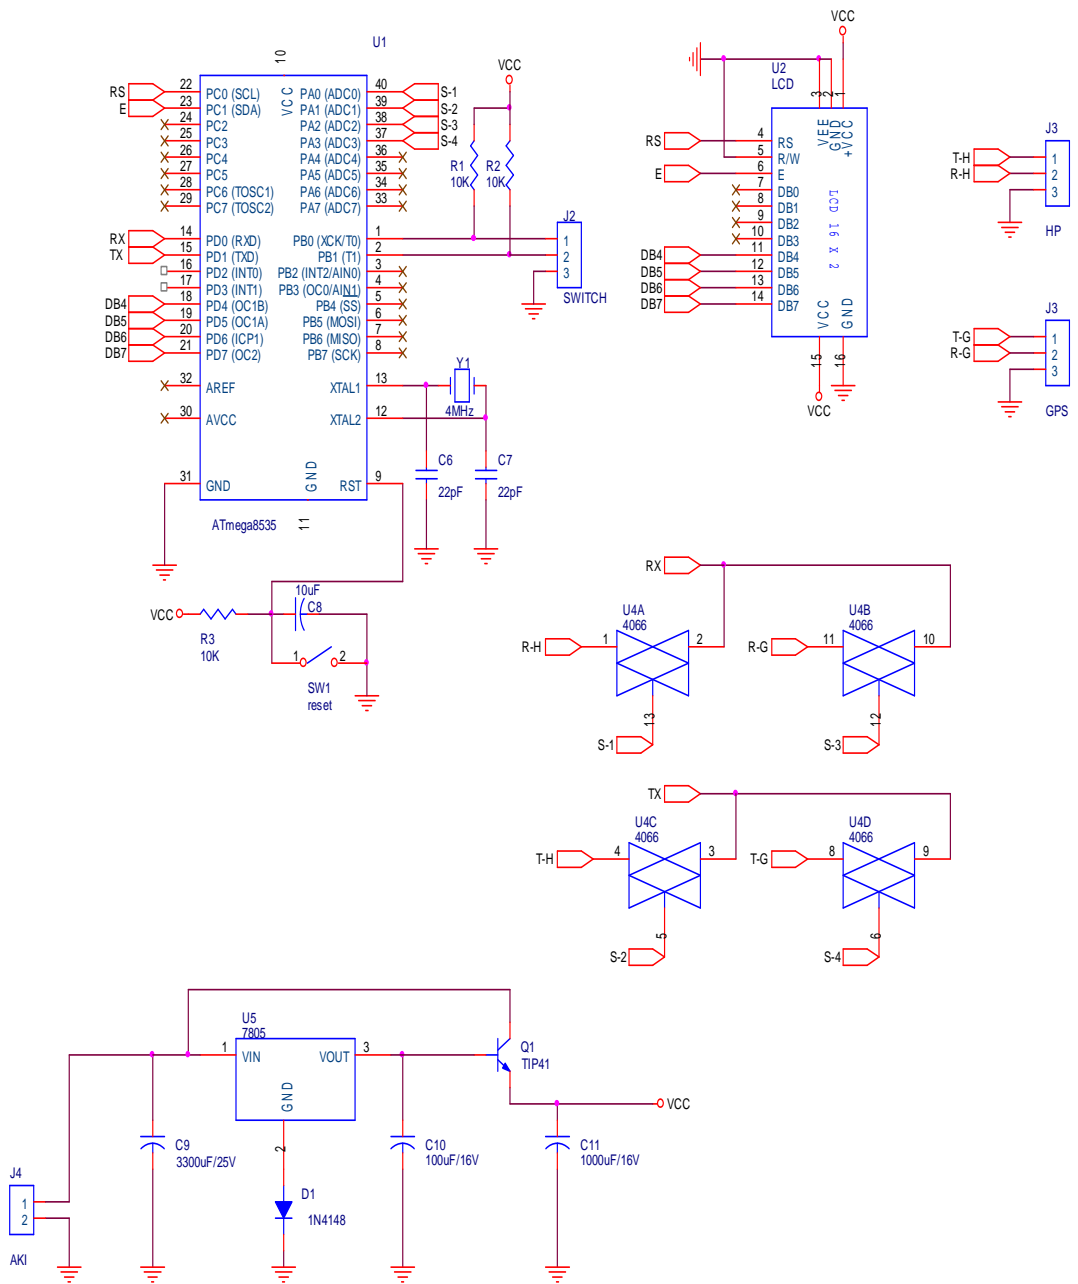 U1
10
VCC
ATmega8535
11
GND
RS 22 PC0 (SCL)
E 23 PC1 (SDA)
24 PC2
25 PC3
26 PC4
27 PC5
28 PC6 (TOSC1)
29 PC7 (TOSC2)
RX 14 PD0 (RXD)
TX 15 PD1 (TXD)
16 PD2 (INT0)
17 PD3 (INT1)
DB4 18 PD4 (OC1B)
DB5 19 PD5 (OC1A)
DB6 20 PD6 (ICP1)
DB7 21 PD7 (OC2)
32 AREF
30 AVCC
31 GND
PA0 (ADC0) 40 S-1
PA1 (ADC1) 39 S-2
PA2 (ADC2) 38 S-3
PA3 (ADC3) 37 S-4
PA4 (ADC4) 36
PA5 (ADC5) 35
PA6 (ADC6) 34
PA7 (ADC7) 33
PB0 (XCK/T0) 1
PB1 (T1) 2
PB2 (INT2/AIN0) 3
PB3 (OC0/AIN1) 4
PB4 (SS) 5
PB5 (MOSI) 6
PB6 (MISO) 7
PB7 (SCK) 8
XTAL1 13
XTAL2 12
RST 9
VCC
R1
10K
R2
10K
J2
1
2
3
SWITCH
Y1
4MHz
C6
22pF
C7
22pF
VCC
R3
10K
10uF
C8
1 2
SW1
reset
VCC
U2
LCD
3 2 1
VEE
GND
+VCC
RS 4 RS
5 R/W
E 6 E
7 DB0
8 DB1
9 DB2
10 DB3
DB4 11 DB4
DB5 12 DB5
DB6 13 DB6
DB7 14 DB7
LCD 16 X 2
VCC GND
15 16
VCC
J3
T-H 1
R-H 2
3
HP
J3
T-G 1
R-G 2
3
GPS
RX
U4A
4066
R-H 1 2
13
S-1
U4B
4066
R-G 11 10
12
S-3
TX
U4C
4066
T-H 4 3
5
S-2
U4D
4066
T-G 8 9
6
S-4
U5
7805
1 VIN VOUT 3
GND
2
Q1
TIP41
VCC
C9
3300uF/25V
C10
100uF/16V
C11
1000uF/16V
D1
1N4148
J4
1
2
AKI